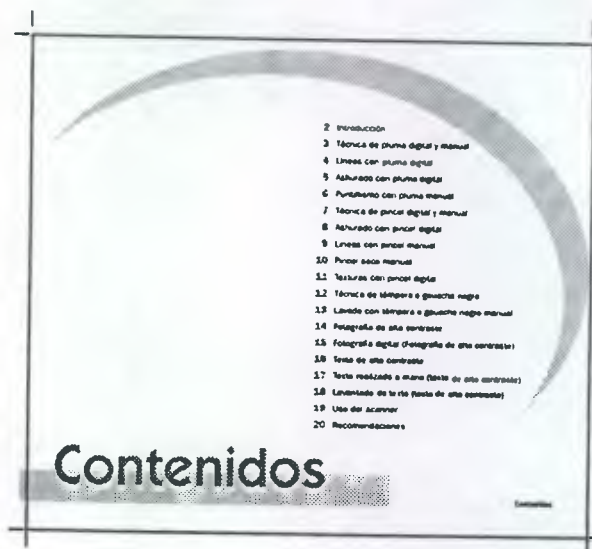 2 Introducción
3 Técnica de pluma digital y manual
4 Líneas con pluma digital
5 Ashurado con pluma digital
6 Puntillismo con pluma manual
7 Técnica de pincel digital y manual
8 Ashurado con pincel digital
9 Líneas con pincel manual
10 Pincel seco manual
11 Texturas con pincel digital
12 Técnica de témpera o gouache negro
13 Lavado con témpera o gouache negro manual
14 Fotografía de alto contraste
15 Fotografía digital (Fotografía de alto contraste)
16 Texto de alto contraste
17 Texto realizado a mano (texto de alto contraste)
18 Levantado de texto (texto de alto contraste)
19 Uso del scanner
20 Recomendaciones
Contenidos
Contenidos